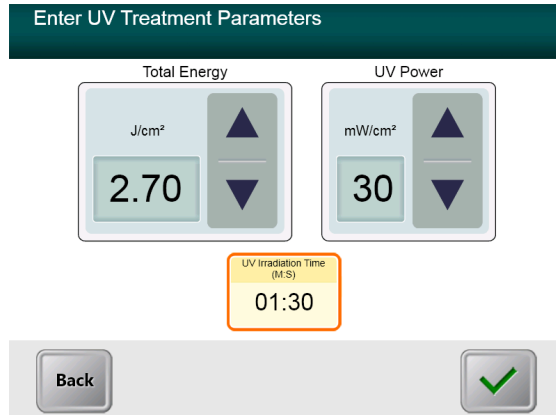 Enter UV Treatment Parameters
Total Energy
UV Power
J/cm²
mW/cm²
2.70
30
UV Irradiation Time
(M:S)
01:30
Back